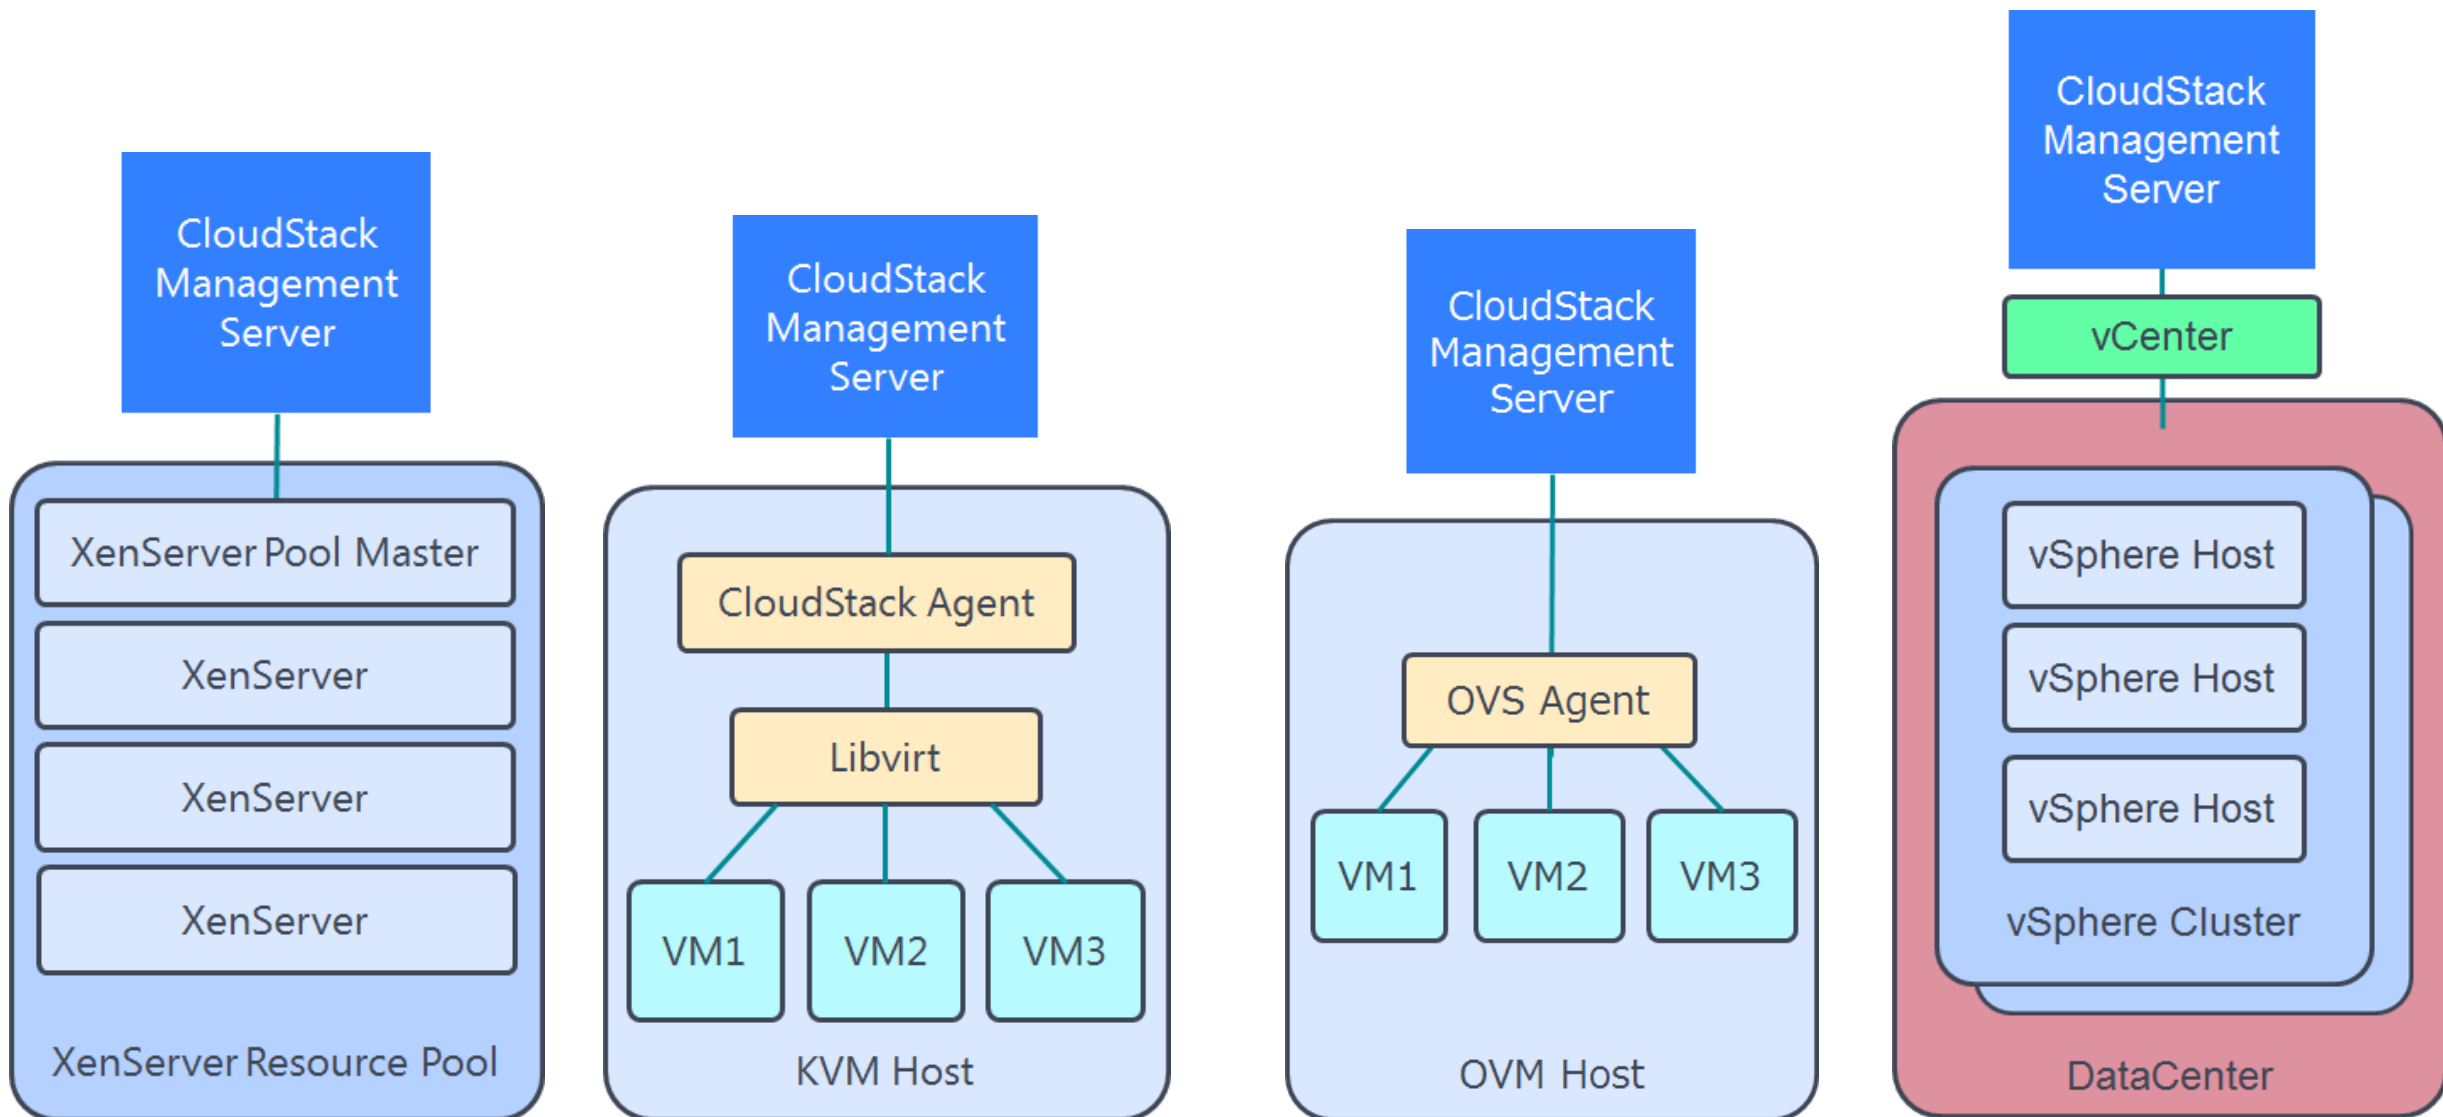 CloudStack
Management
Server
XenServer Pool Master
XenServer
XenServer
XenServer
XenServer Resource Pool
CloudStack
Management
Server
CloudStack Agent
Libvirt
VM1
VM2
VM3
KVM Host
CloudStack
Management
Server
OVS Agent
VM1
VM2
VM3
OVM Host
CloudStack
Management
Server
vCenter
vSphere Host
vSphere Host
vSphere Host
vSphere Cluster
DataCenter